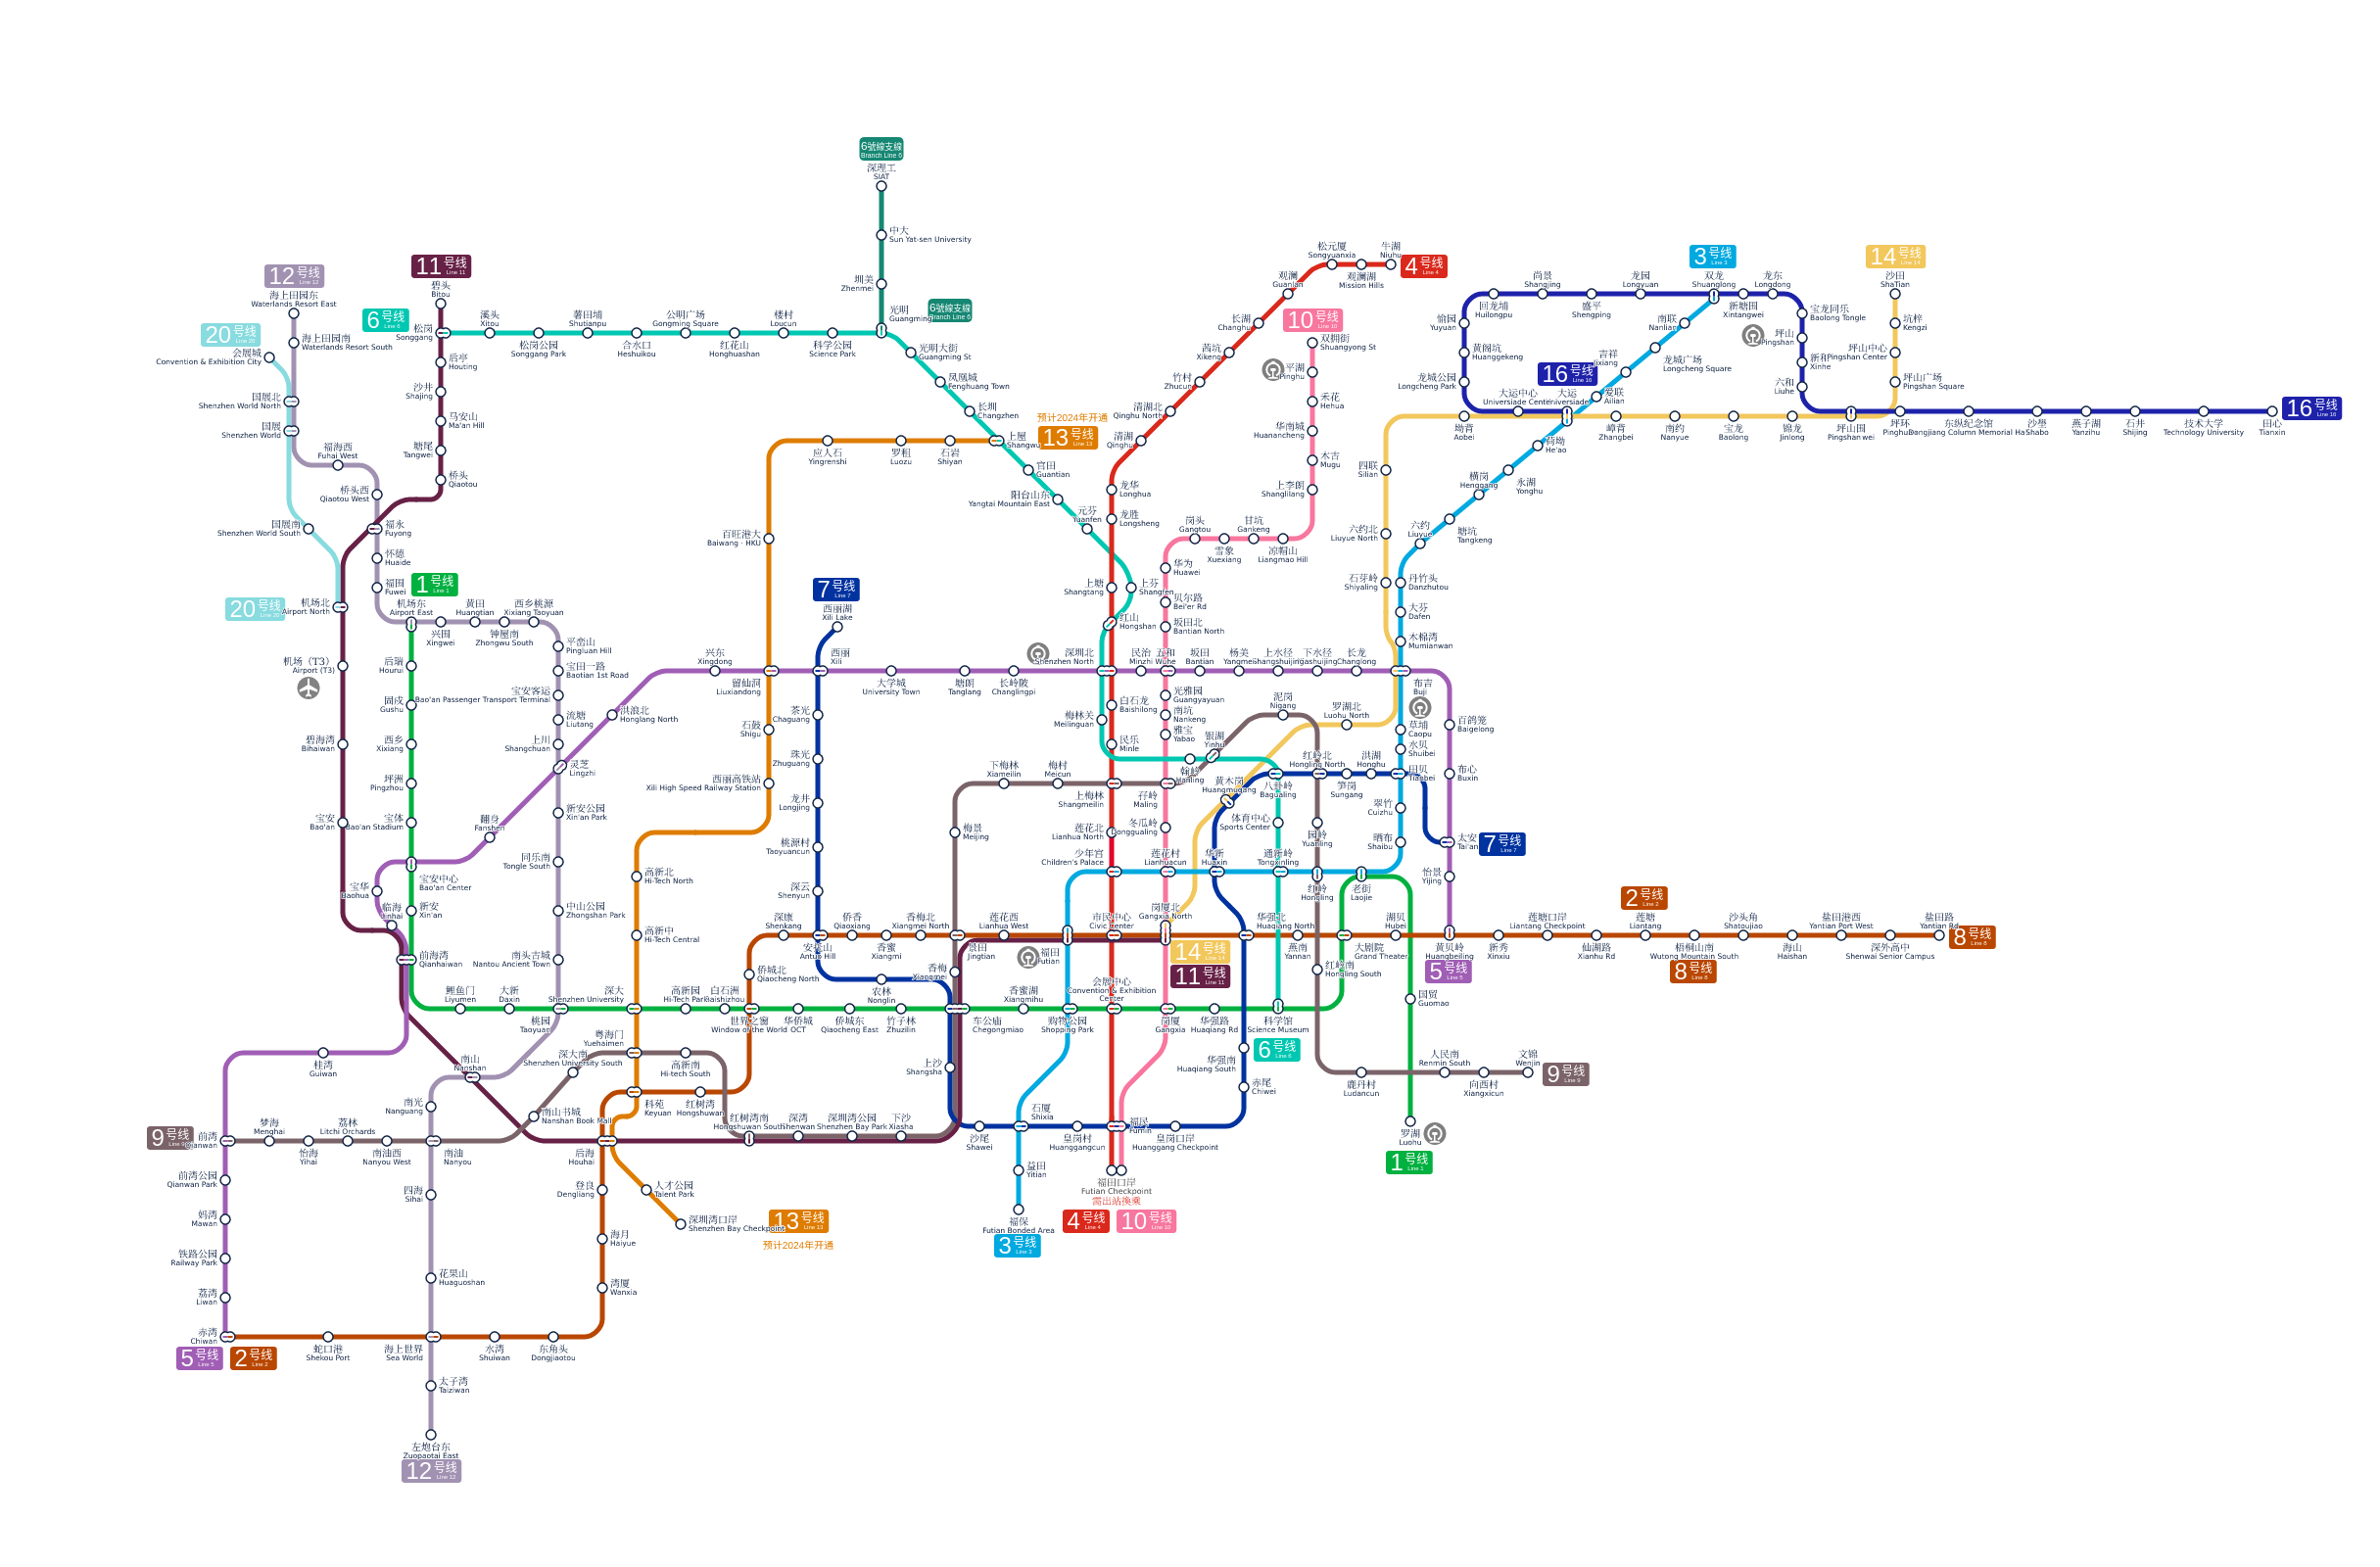 6號線支線
Branch Line 6
深理工
SIAT
中大
Sun Yat-sen University
圳美
Zhenmei
光明
Guangming
6號線支線
Branch Line 6
12号线
Line 12
海上田园东
Waterlands Resort East
海上田园南
Waterlands Resort South
20号线
Line 20
会展城
Convention & Exhibition City
国展北
Shenzhen World North
国展
Shenzhen World
福海西
Fuhai West
桥头西
Qiaotou West
国展南
Shenzhen World South
福永
Fuyong
怀德
Huaide
福围
Fuwei
20号线
Line 20
机场北
Airport North
11号线
Line 11
碧头
Bitou
6号线
Line 6
松岗
Songgang
后亭
Houting
沙井
Shajing
马安山
Ma'an Hill
塘尾
Tangwei
桥头
Qiaotou
溪头
Xitou
松岗公园
Songgang Park
薯田埔
Shutianpu
合水口
Heshuikou
公明广场
Gongming Square
红花山
Honghuashan
楼村
Loucun
科学公园
Science Park
光明大街
Guangming St
凤凰城
Fenghuang Town
长圳
Changzhen
上屋
Shangwu
预计2024年开通
13号线
Line 13
官田
Guantian
阳台山东
Yangtai Mountain East
元芬
Yuanfen
应人石
Yingrenshi
罗租
Luozu
石岩
Shiyan
百旺港大
Baiwang · HKU
松元厦
Songyuanxia
牛湖
Niuhu
4号线
Line 4
观澜湖
Mission Hills
观澜
Guanlan
长湖
Changhu
茜坑
Xikeng
竹村
Zhucun
清湖北
Qinghu North
清湖
Qinghu
龙华
Longhua
龙胜
Longsheng
上塘
Shangtang
上芬
Shangfen
红山
Hongshan
10号线
Line 10
双拥街
Shuangyong St
平湖
Pinghu
禾花
Hehua
华南城
Huanancheng
木古
Mugu
上李朗
Shanglilang
岗头
Gangtou
雪象
Xuexiang
甘坑
Gankeng
凉帽山
Liangmao Hill
华为
Huawei
贝尔路
Bei'er Rd
坂田北
Bantian North
3号线
Line 3
双龙
Shuanglong
14号线
Line 14
沙田
ShaTian
坑梓
Kengzi
坪山中心
Pingshan Center
坪山广场
Pingshan Square
回龙埔
Huilongpu
尚景
Shangjing
盛平
Shengping
龙园
Longyuan
新塘围
Xintangwei
龙东
Longdong
宝龙同乐
Baolong Tongle
坪山
Pingshan
新和
Xinhe
六和
Liuhe
愉园
Yuyuan
黄阁坑
Huanggekeng
龙城公园
Longcheng Park
大运中心
Universiade Center
16号线
Line 16
大运
Universiade
南联
Nanlian
龙城广场
Longcheng Square
吉祥
Jixiang
爱联
Ailian
坳背
Aobei
嶂背
Zhangbei
南约
Nanyue
宝龙
Baolong
锦龙
Jinlong
坪山围
Pingshan wei
坪环
Pinghuan
东纵纪念馆
Dongjiang Column Memorial Hall
沙壆
Shabo
燕子湖
Yanzihu
石井
Shijing
技术大学
Technology University
田心
Tianxin
16号线
Line 16
荷坳
He'ao
永湖
Yonghu
横岗
Henggang
塘坑
Tangkeng
六约
Liuyue
四联
Silian
六约北
Liuyue North
石芽岭
Shiyaling
丹竹头
Danzhutou
大芬
Dafen
木棉湾
Mumianwan
1号线
Line 1
机场东
Airport East
兴围
Xingwei
黄田
Huangtian
钟屋南
Zhongwu South
西乡桃源
Xixiang Taoyuan
平峦山
Pingluan Hill
宝田一路
Baotian 1st Road
宝安客运
Bao'an Passenger Transport Terminal
流塘
Liutang
上川
Shangchuan
灵芝
Lingzhi
新安公园
Xin'an Park
同乐南
Tongle South
中山公园
Zhongshan Park
南头古城
Nantou Ancient Town
桃园
Taoyuan
机场（T3）
Airport (T3)
碧海湾
Bihaiwan
宝安
Bao'an
后瑞
Hourui
固戍
Gushu
西乡
Xixiang
坪洲
Pingzhou
宝体
Bao'an Stadium
宝安中心
Bao'an Center
新安
Xin'an
前海湾
Qianhaiwan
宝华
Baohua
临海
Linhai
翻身
Fanshen
洪浪北
Honglang North
兴东
Xingdong
留仙洞
Liuxiandong
7号线
Line 7
西丽湖
Xili Lake
西丽
Xili
大学城
University Town
塘朗
Tanglang
长岭陂
Changlingpi
深圳北
Shenzhen North
民治
Minzhi
五和
Wuhe
坂田
Bantian
杨美
Yangmei
上水径
Shangshuijing
下水径
Xiashuijing
长龙
Changlong
布吉
Buji
百鸽笼
Baigelong
布心
Buxin
石鼓
Shigu
西丽高铁站
Xili High Speed Railway Station
高新北
Hi-Tech North
高新中
Hi-Tech Central
茶光
Chaguang
珠光
Zhuguang
龙井
Longjing
桃源村
Taoyuancun
深云
Shenyun
安托山
Antuo Hill
梅林关
Meilinguan
白石龙
Baishilong
民乐
Minle
光雅园
Guangyayuan
南坑
Nankeng
雅宝
Yabao
泥岗
Nigang
银湖
Yinhu
翰岭
Hanling
罗湖北
Luohu North
草埔
Caopu
水贝
Shuibei
田贝
Tianbei
翠竹
Cuizhu
晒布
Shaibu
红岭北
Hongling North
笋岗
Sungang
洪湖
Honghu
八卦岭
Bagualing
黄木岗
Huangmugang
下梅林
Xiameilin
梅村
Meicun
上梅林
Shangmeilin
孖岭
Maling
梅景
Meijing
莲花北
Lianhua North
冬瓜岭
Donggualing
体育中心
Sports Center
园岭
Yuanling
太安
Tai'an
7号线
Line 7
怡景
Yijing
少年宫
Children's Palace
莲花村
Lianhuacun
华新
Huaxin
通新岭
Tongxinling
红岭
Hongling
老街
Laojie
深康
Shenkang
侨香
Qiaoxiang
香蜜
Xiangmi
香梅北
Xiangmei North
景田
Jingtian
莲花西
Lianhua West
福田
Futian
市民中心
Civic Center
岗厦北
Gangxia North
14号线
Line 14
11号线
Line 11
华强北
Huaqiang North
燕南
Yannan
大剧院
Grand Theater
湖贝
Hubei
黄贝岭
Huangbeiling
5号线
Line 5
新秀
Xinxiu
莲塘口岸
Liantang Checkpoint
仙湖路
Xianhu Rd
2号线
Line 2
莲塘
Liantang
梧桐山南
Wutong Mountain South
8号线
Line 8
沙头角
Shatoujiao
海山
Haishan
盐田港西
Yantian Port West
深外高中
Shenwai Senior Campus
盐田路
Yantian Rd
8号线
Line 8
侨城北
Qiaocheng North
香梅
Xiangmei
红岭南
Hongling South
国贸
Guomao
鲤鱼门
Liyumen
大新
Daxin
深大
Shenzhen University
高新园
Hi-Tech Park
白石洲
Baishizhou
世界之窗
Window of the World
华侨城
OCT
侨城东
Qiaocheng East
竹子林
Zhuzilin
农林
Nonglin
车公庙
Chegongmiao
香蜜湖
Xiangmihu
购物公园
Shopping Park
会展中心
Convention & Exhibition
Center
岗厦
Gangxia
华强路
Huaqiang Rd
科学馆
Science Museum
6号线
Line 6
桂湾
Guiwan
南山
Nanshan
深大南
Shenzhen University South
粤海门
Yuehaimen
高新南
Hi-tech South
南光
Nanguang
南山书城
Nanshan Book Mall
科苑
Keyuan
红树湾
Hongshuwan
红树湾南
Hongshuwan South
深湾
Shenwan
深圳湾公园
Shenzhen Bay Park
下沙
Xiasha
上沙
Shangsha
沙尾
Shawei
石厦
Shixia
皇岗村
Huanggangcun
福民
Fumin
皇岗口岸
Huanggang Checkpoint
华强南
Huaqiang South
赤尾
Chiwei
鹿丹村
Ludancun
人民南
Renmin South
向西村
Xiangxicun
文锦
Wenjin
9号线
Line 9
罗湖
Luohu
1号线
Line 1
9号线
Line 9
前湾
Qianwan
梦海
Menghai
怡海
Yihai
荔林
Litchi Orchards
南油西
Nanyou West
南油
Nanyou
后海
Houhai
前湾公园
Qianwan Park
妈湾
Mawan
铁路公园
Railway Park
荔湾
Liwan
赤湾
Chiwan
5号线
Line 5
2号线
Line 2
四海
Sihai
花果山
Huaguoshan
登良
Dengliang
海月
Haiyue
湾厦
Wanxia
人才公园
Talent Park
深圳湾口岸
Shenzhen Bay Checkpoint
13号线
Line 13
预计2024年开通
益田
Yitian
福保
Futian Bonded Area
3号线
Line 3
福田口岸
Futian Checkpoint
需出站换乘
4号线
Line 4
10号线
Line 10
蛇口港
Shekou Port
海上世界
Sea World
水湾
Shuiwan
东角头
Dongjiaotou
太子湾
Taiziwan
左炮台东
Zuopaotai East
12号线
Line 12